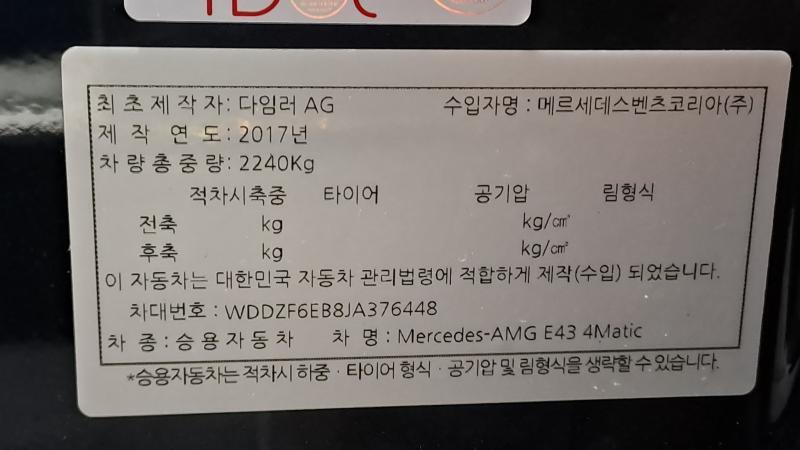 최초제작자: 다임러 AG 수입자명 : 메르세데스벤츠코리아(주)
제 작 연 도: 2017년
차량총중량: 2240Kg
적차시축중 타이어 공기압 림형식
전축 kg kg/㎠
후축 kg kg/㎠
이 자동차는 대한민국 자동차 관리법령에 적합하게 제작(수입) 되었습니다.
차대번호 : WDDZF6EB8JA376448
차 종 : 승용자동차 차 명 : Mercedes-AMG E43 4Matic
*승용자동차는 적차시 하중 · 타이어 형식 · 공기압 및 림형식을 생략할 수 있습니다.